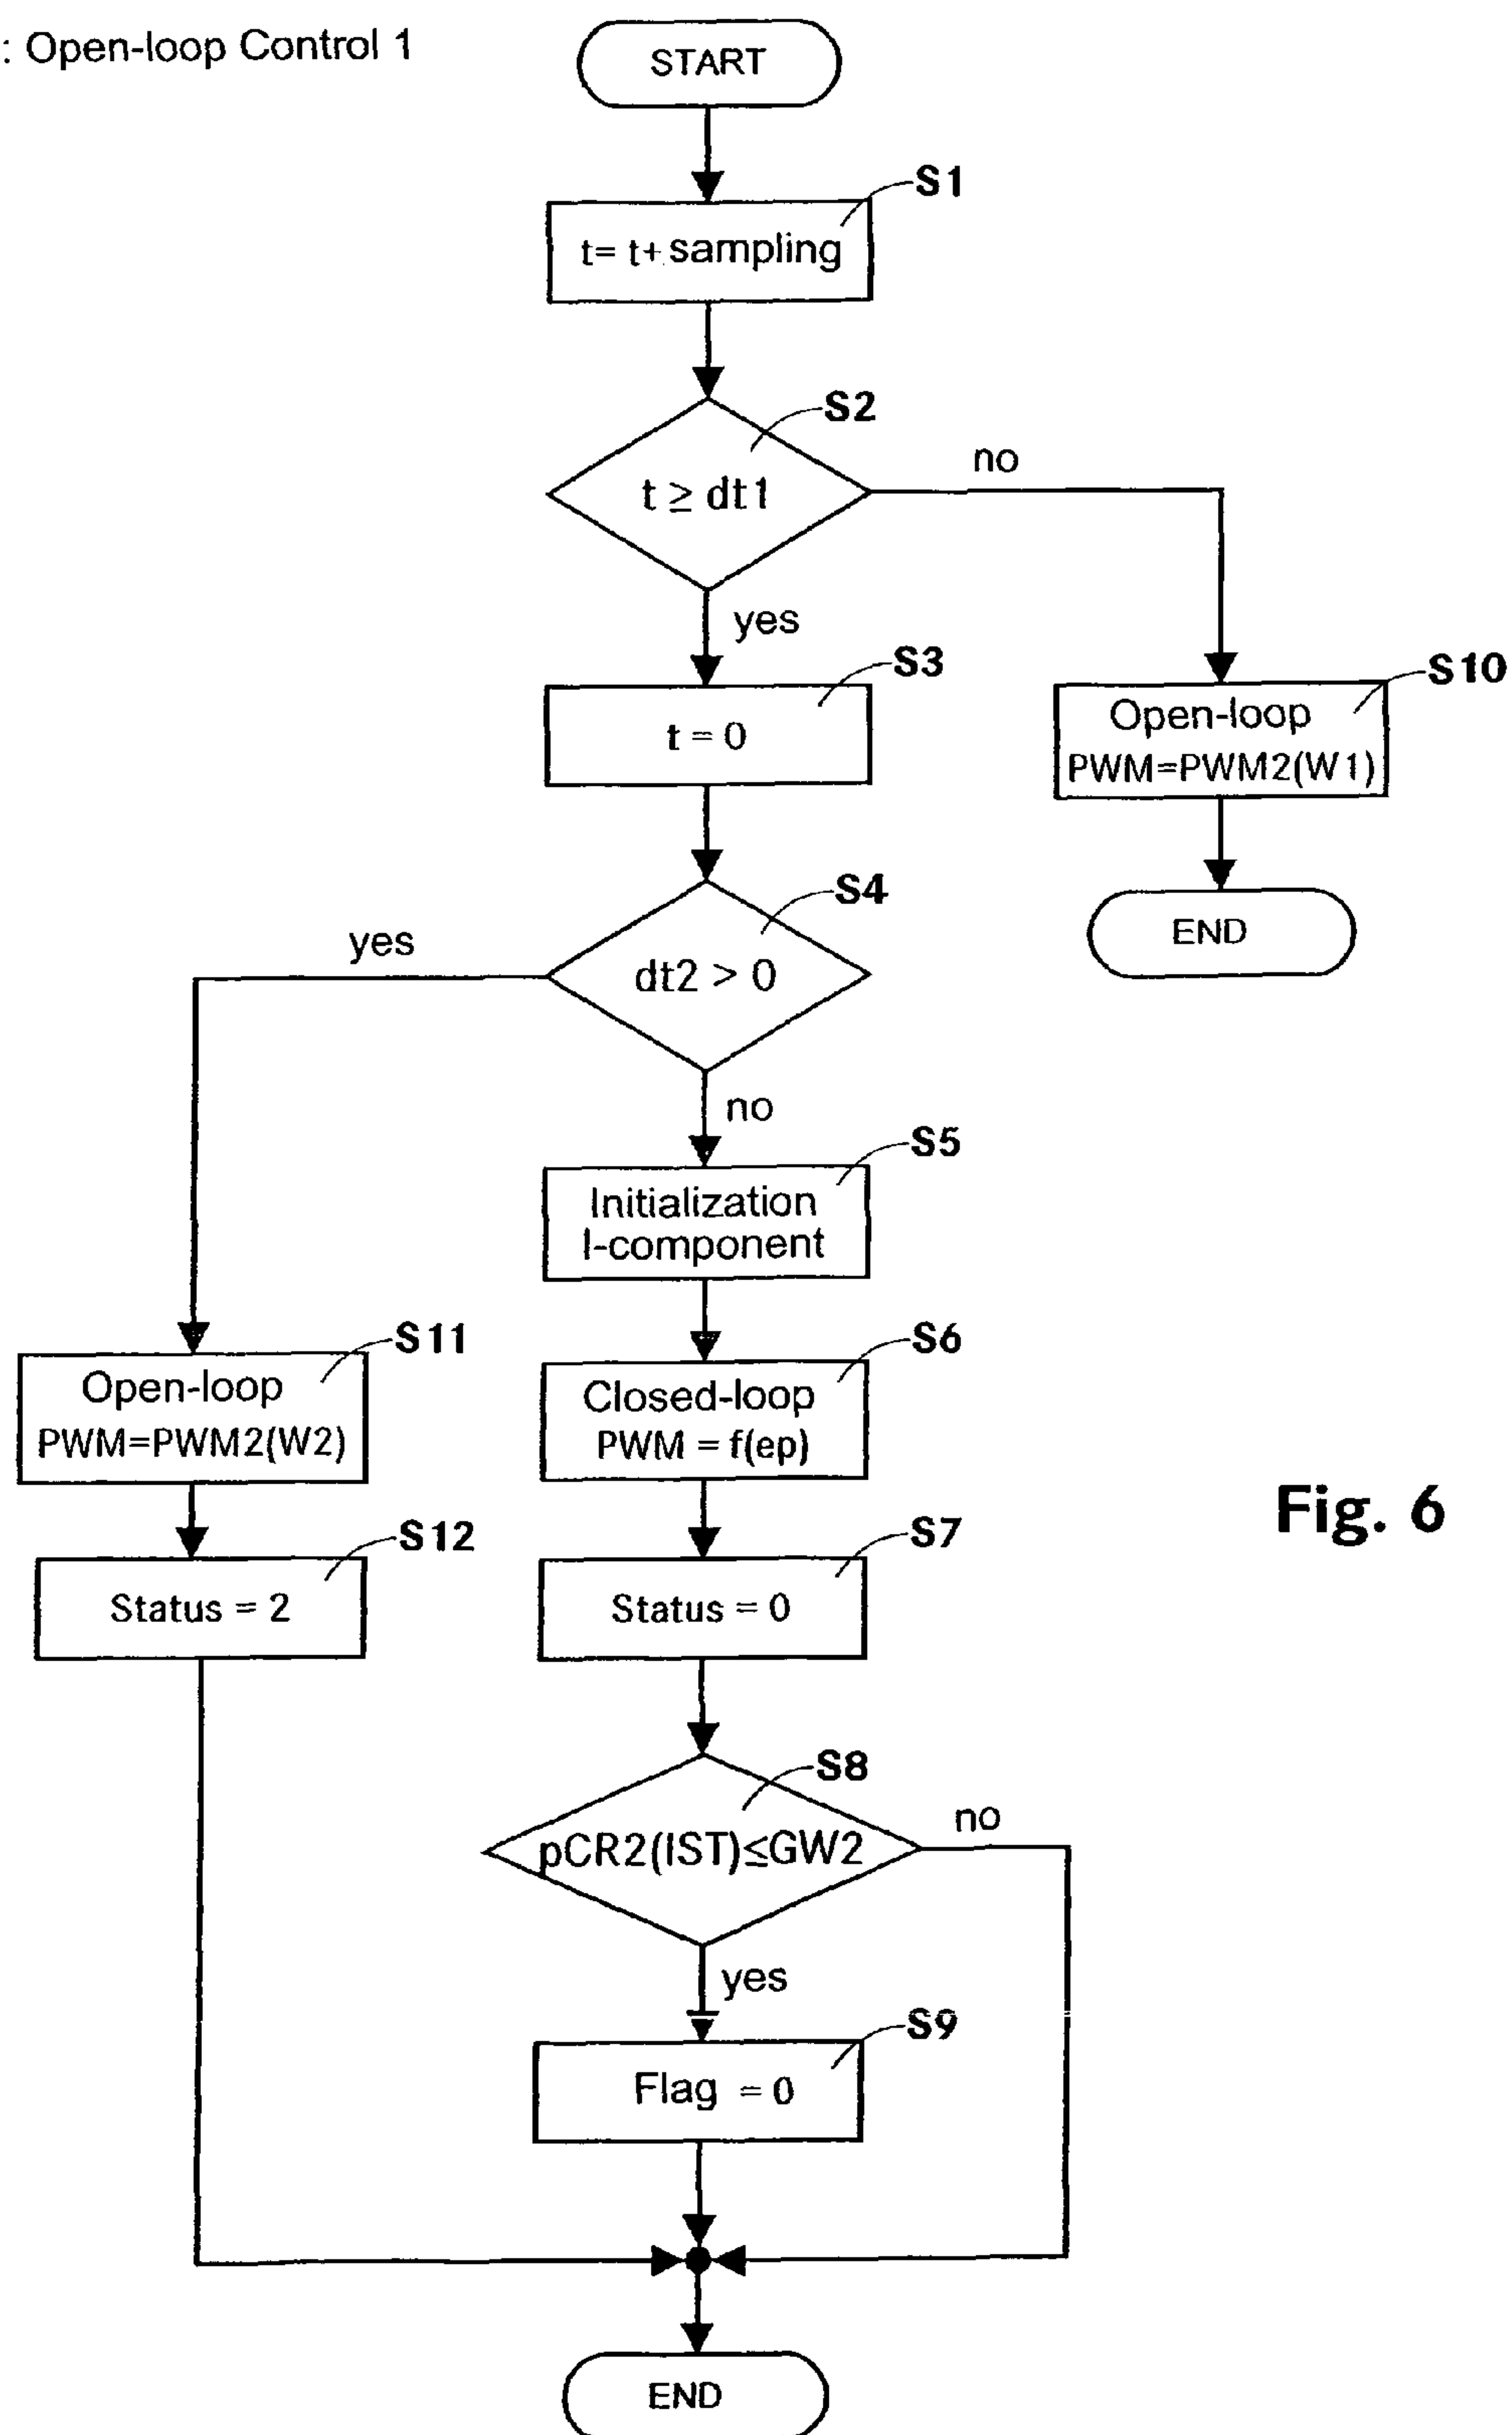 : Open-loop Control 1
START
S1
t= t+ sampling
S2
t ≥ dt1
no
yes
S3
t = 0
S10
Open-loop
PWM=PWM2(W1)
END
S4
dt2 > 0
yes
no
S5
Initialization
I-component
S11
Open-loop
PWM=PWM2(W2)
S6
Closed-loop
PWM = f(ep)
Fig. 6
S12
Status = 2
S7
Status = 0
S8
pCR2(IST)≤GW2
no
yes
S9
Flag = 0
END